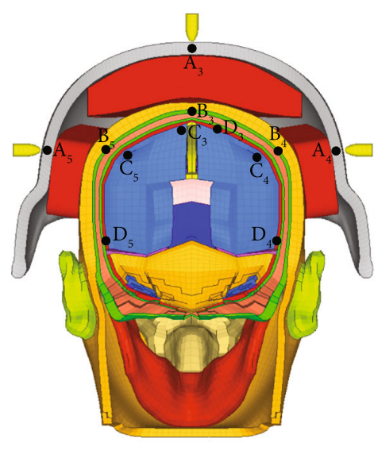 A₃
B₃
C₃ D₃
A₅ B₅ B₄ A₄
C₅ C₄
D₅ D₄